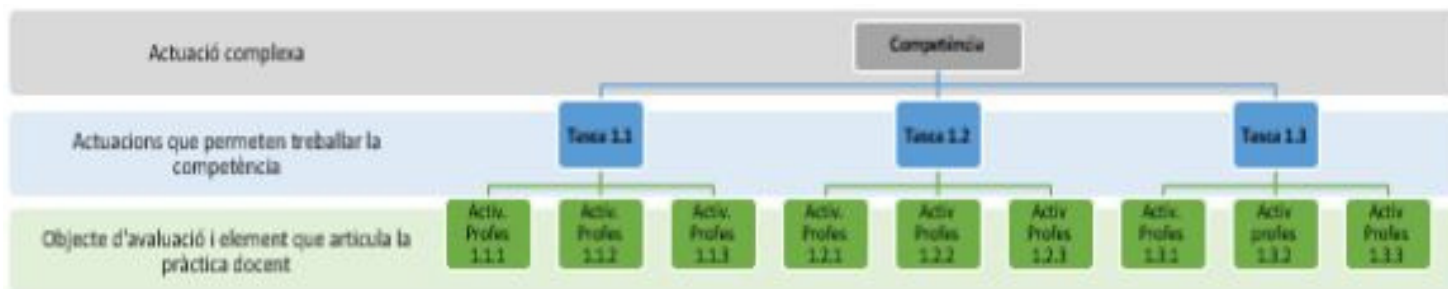 Actuació complexa
Competència
Actuacions que permeten treballar la
competència
Tasca 1.1
Tasca 1.2
Tasca 1.3
Objecte d'avaluació i element que articula la
pràctica docent
Activ.
Profes
1.1.1
Activ.
Profes
1.1.2
Activ.
Profes
1.1.3
Activ.
Profes
1.2.1
Activ
Profes
1.2.2
Activ
Profes
1.2.3
Activ.
Profes
1.3.1
Activ
profes
1.3.2
Activ
Profes
1.3.3